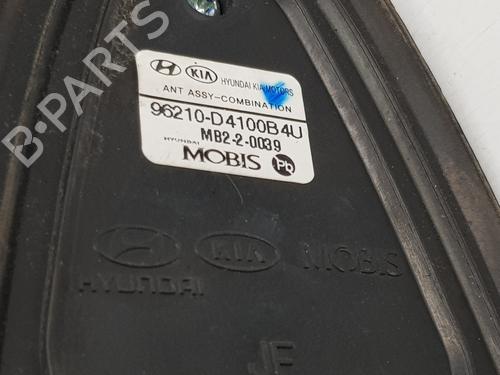 HYUNDAI KIA MOTORS
ANT ASSY-COMBINATION
96210-D4100B4U
MB2-2-0039
HYUNDAI
MOBIS Pb
KIA MOBIS
HYUNDAI
JF
B-PARTS